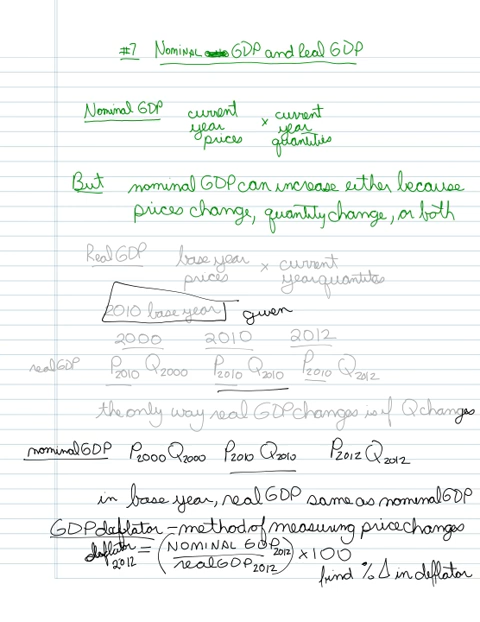 #7 Nominal GDP and Real GDP
Nominal GDP current year prices × current year quantities
But nominal GDP can increase either because
prices change, quantity change, or both
Real GDP base year prices × current year quantities
2010 base year given
2000 2010 2012
real GDP P2010 Q2000 P2010 Q2010 P2010 Q2012
the only way real GDP changes is if Q changes
nominal GDP P2000 Q2000 P2010 Q2010 P2012 Q2012
in base year, real GDP same as nominal GDP
GDP deflator - method of measuring price changes
deflator 2012 = (NOMINAL GDP 2012 / real GDP 2012) × 100
find % Δ in deflator